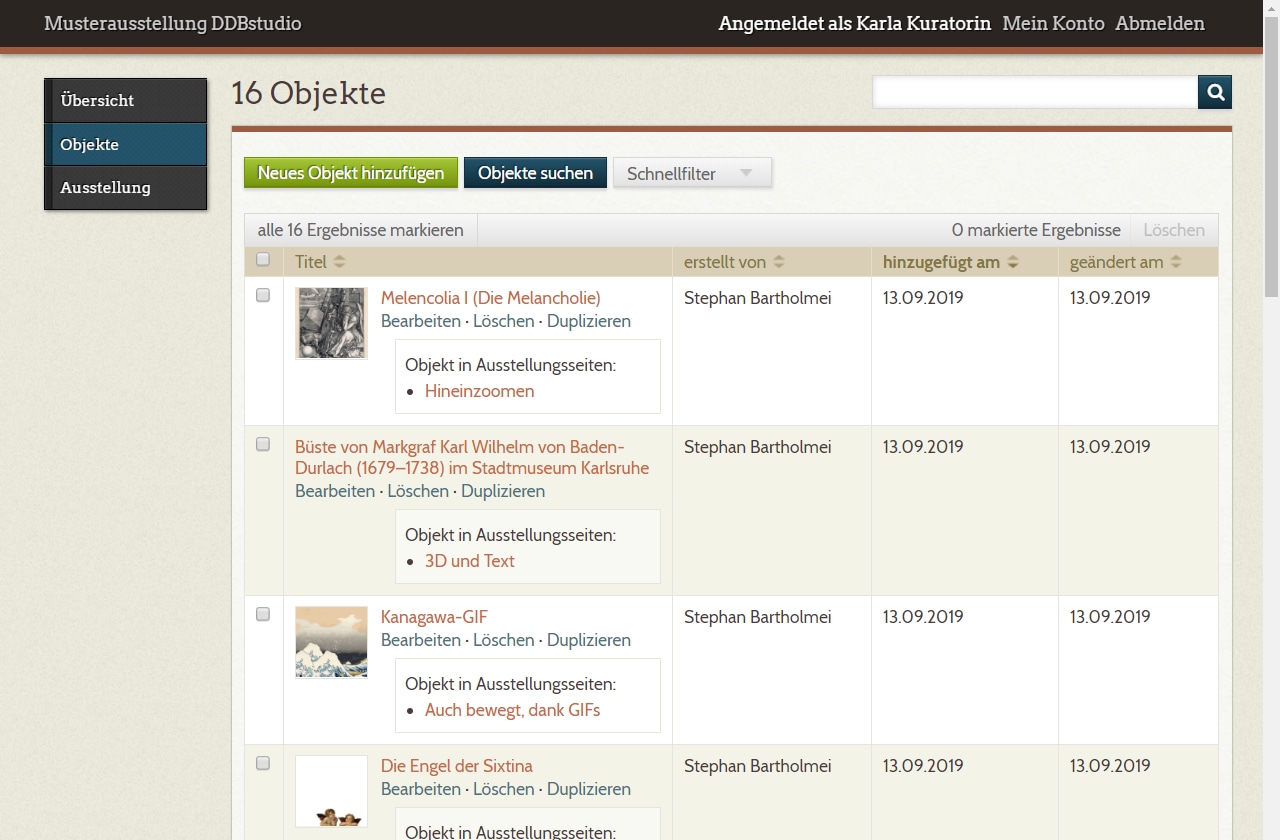 Musterausstellung DDBstudio
Angemeldet als Karla Kuratorin Mein Konto Abmelden
Übersicht
Objekte
Ausstellung
16 Objekte
Neues Objekt hinzufügen Objekte suchen Schnellfilter
alle 16 Ergebnisse markieren 0 markierte Ergebnisse Löschen
Titel erstellt von hinzugefügt am geändert am
Melencolia I (Die Melancholie) Stephan Bartholmei 13.09.2019 13.09.2019
Bearbeiten · Löschen · Duplizieren
Objekt in Ausstellungsseiten:
• Hineinzoomen
Büste von Markgraf Karl Wilhelm von Baden- Stephan Bartholmei 13.09.2019 13.09.2019
Durlach (1679–1738) im Stadtmuseum Karlsruhe
Bearbeiten · Löschen · Duplizieren
Objekt in Ausstellungsseiten:
• 3D und Text
Kanagawa-GIF Stephan Bartholmei 13.09.2019 13.09.2019
Bearbeiten · Löschen · Duplizieren
Objekt in Ausstellungsseiten:
• Auch bewegt, dank GIFs
Die Engel der Sixtina Stephan Bartholmei 13.09.2019 13.09.2019
Bearbeiten · Löschen · Duplizieren
Objekt in Ausstellungsseiten: